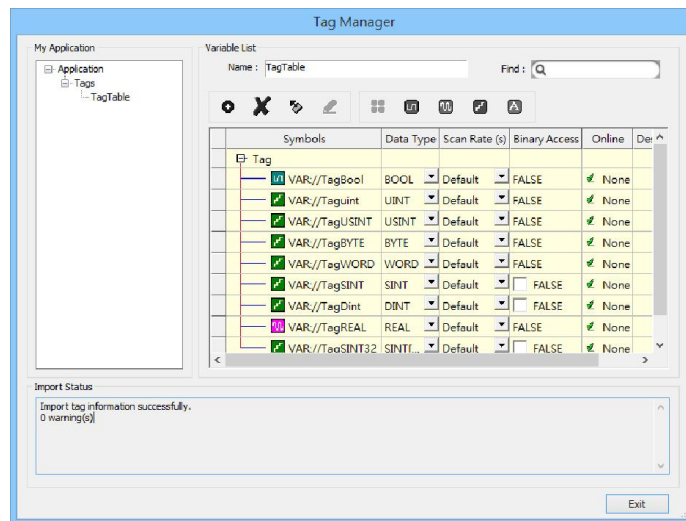 Tag Manager
My Application
Application
Tags
TagTable
Variable List
Name : TagTable
Find :
Symbols Data Type Scan Rate (s) Binary Access Online Des
Tag
VAR://TagBool BOOL Default FALSE None
VAR://Taguint UINT Default FALSE None
VAR://TagUSINT USINT Default FALSE None
VAR://TagBYTE BYTE Default FALSE None
VAR://TagWORD WORD Default FALSE None
VAR://TagSINT SINT Default FALSE None
VAR://TagDint DINT Default FALSE None
VAR://TagREAL REAL Default FALSE None
VAR://TagSINT32 SINT[... Default FALSE None
Import Status
Import tag information successfully.
0 warning(s)
Exit